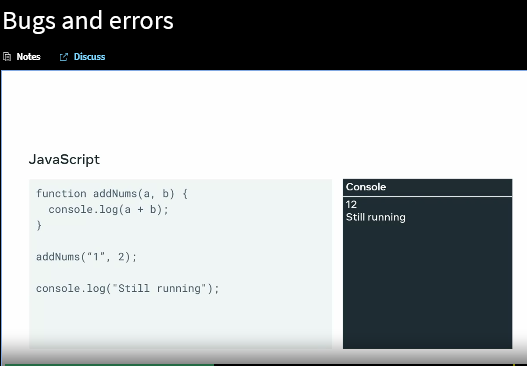 Bugs and errors
Notes
Discuss
JavaScript
function addNums(a, b) {
  console.log(a + b);
}
addNums(“1”, 2);
console.log("Still running");
Console
12
Still running